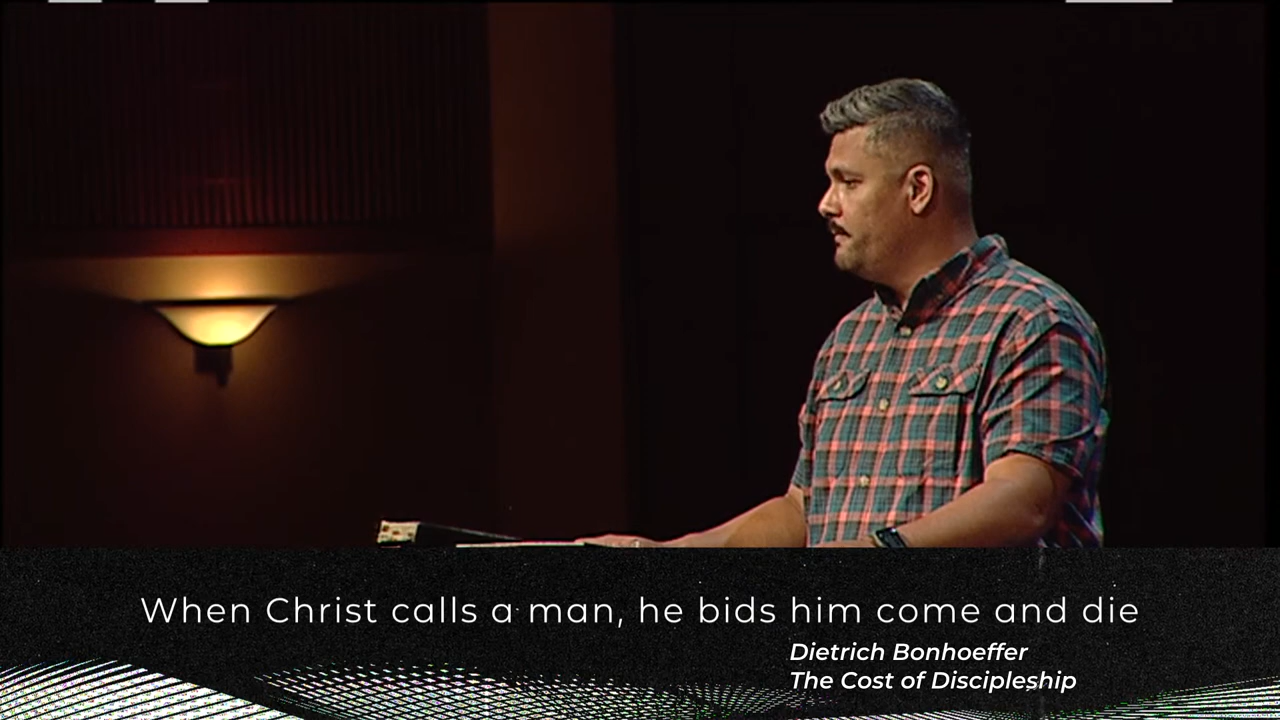 When Christ calls a man, he bids him come and die
Dietrich Bonhoeffer
The Cost of Discipleship